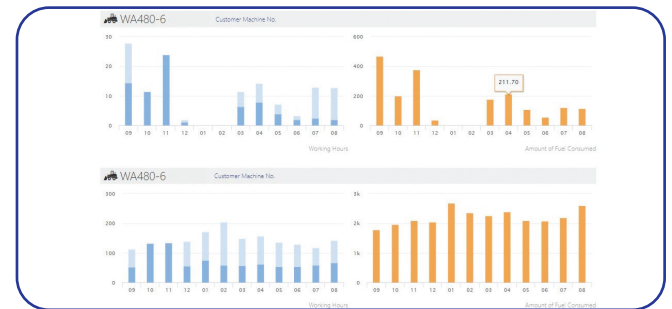 WA480-6 Customer Machine No.
30 20 10 0
09 10 11 12 01 02 03 04 05 06 07 08
Working Hours
600 400 200 0
211.70
09 10 11 12 01 02 03 04 05 06 07 08
Amount of Fuel Consumed
WA480-6 Customer Machine No.
300 200 100 0
09 10 11 12 01 02 03 04 05 06 07 08
Working Hours
3k 2k 1k 0
09 10 11 12 01 02 03 04 05 06 07 08
Amount of Fuel Consumed